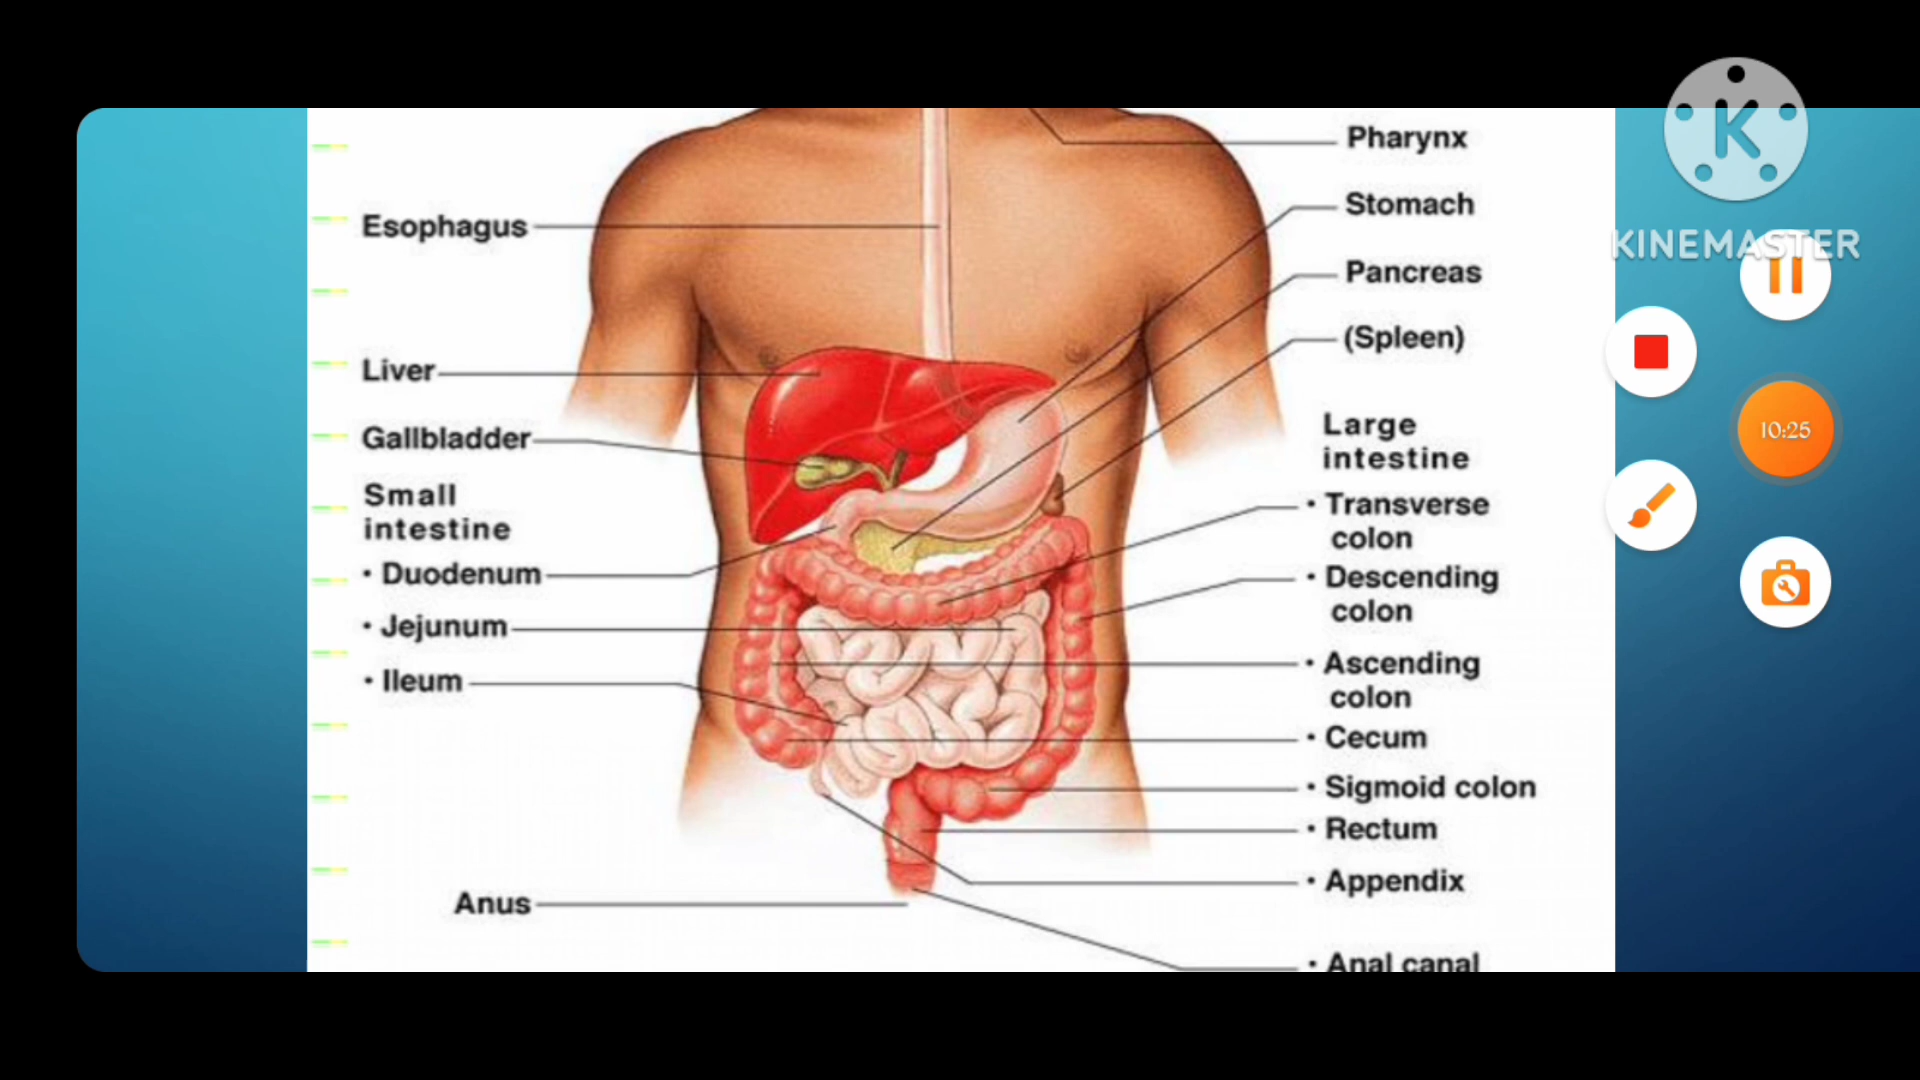 Pharynx
Stomach
Esophagus
Pancreas
(Spleen)
Liver
Gallbladder
Small
intestine
• Duodenum
• Jejunum
• Ileum
Anus
Large
intestine
• Transverse
colon
• Descending
colon
• Ascending
colon
• Cecum
• Sigmoid colon
• Rectum
• Appendix
• Anal canal
K
KINEMASTER
10:25